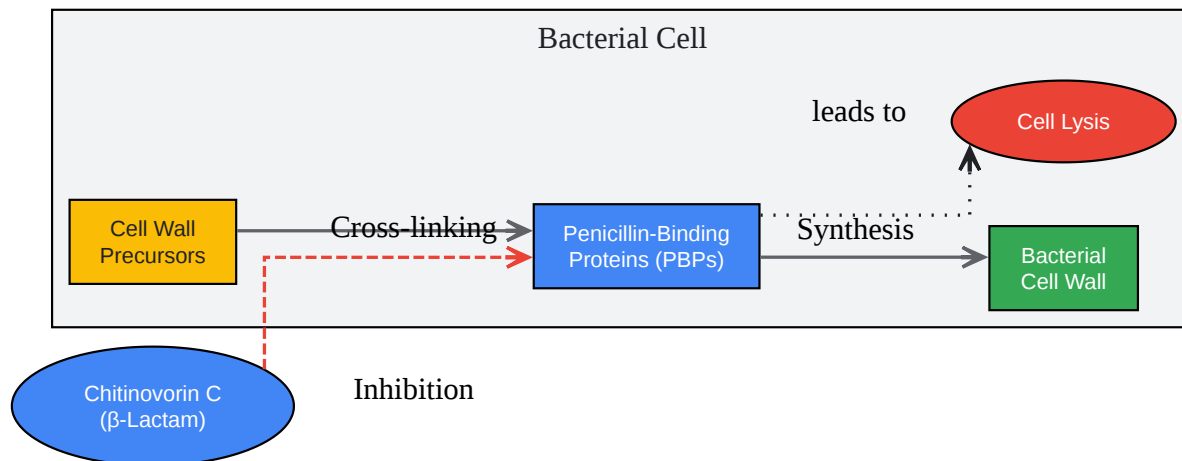 Bacterial Cell
leads to
Cell Lysis
Cell Wall
Precursors
Cross-linking
Penicillin-Binding
Proteins (PBPs)
Synthesis
Bacterial
Cell Wall
Chitinovorin C
(β-Lactam)
Inhibition